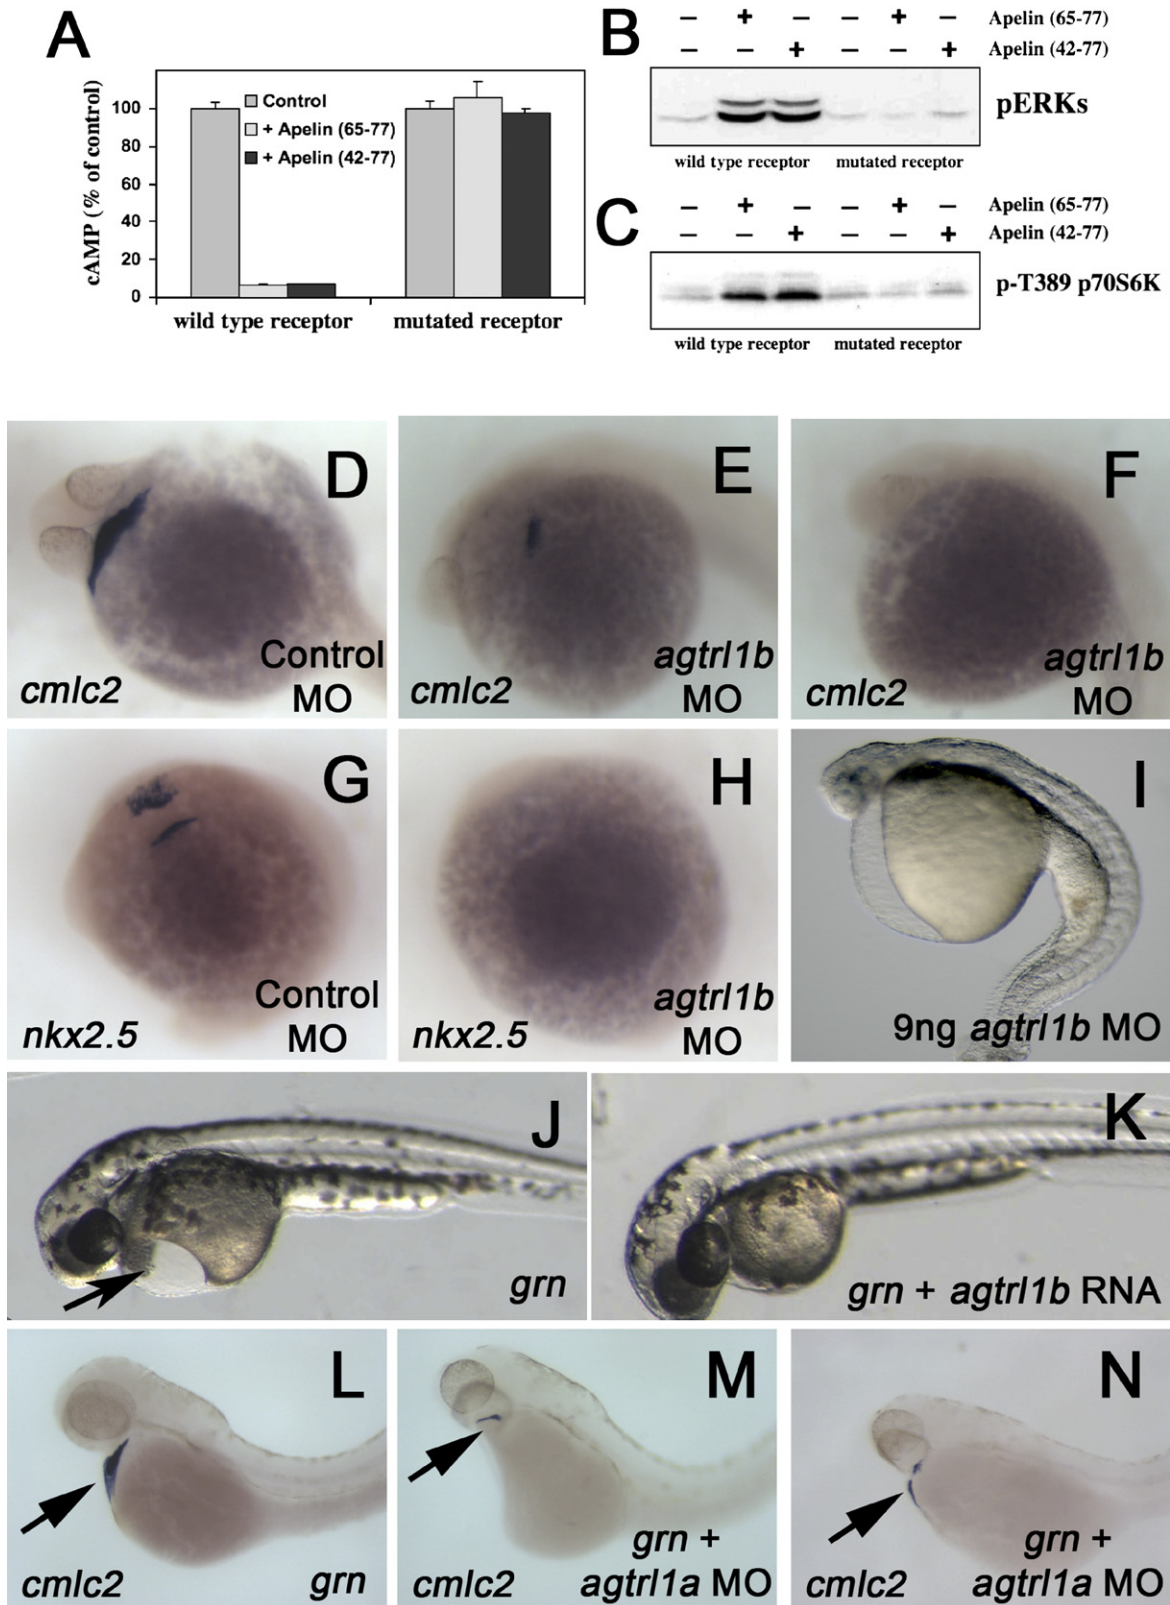 A
cAMP (% of control)
100
80
60
40
20
0
Control
+ Apelin (65-77)
+ Apelin (42-77)
wild type receptor
mutated receptor
B
– + – – + – Apelin (65-77)
– – + – – + Apelin (42-77)
pERKs
wild type receptor mutated receptor
C
– + – – + – Apelin (65-77)
– – + – – + Apelin (42-77)
p-T389 p70S6K
wild type receptor mutated receptor
D
cmlc2
Control
MO
E
cmlc2
agtrl1b
MO
F
cmlc2
agtrl1b
MO
G
nkx2.5
Control
MO
H
nkx2.5
agtrl1b
MO
I
9ng agtrl1b MO
J
grn
K
grn + agtrl1b RNA
L
cmlc2
grn
M
cmlc2
grn +
agtrl1a MO
N
cmlc2
grn +
agtrl1a MO